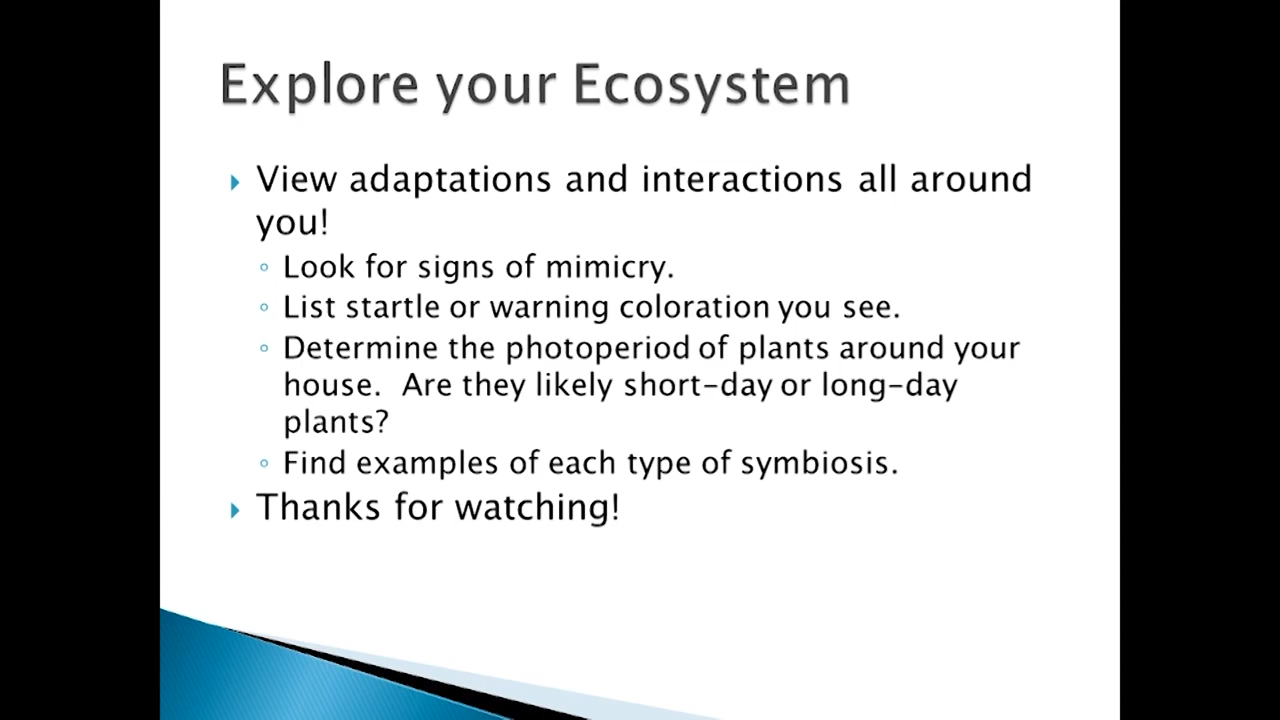 Explore your Ecosystem
View adaptations and interactions all around
you!
Look for signs of mimicry.
List startle or warning coloration you see.
Determine the photoperiod of plants around your
house.  Are they likely short-day or long-day
plants?
Find examples of each type of symbiosis.
Thanks for watching!